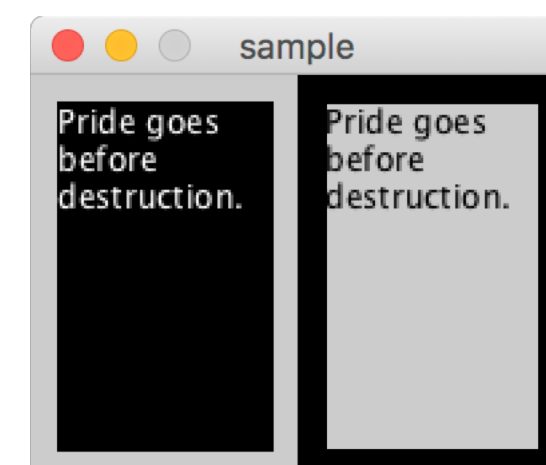 sample
Pride goes
before
destruction.
Pride goes
before
destruction.